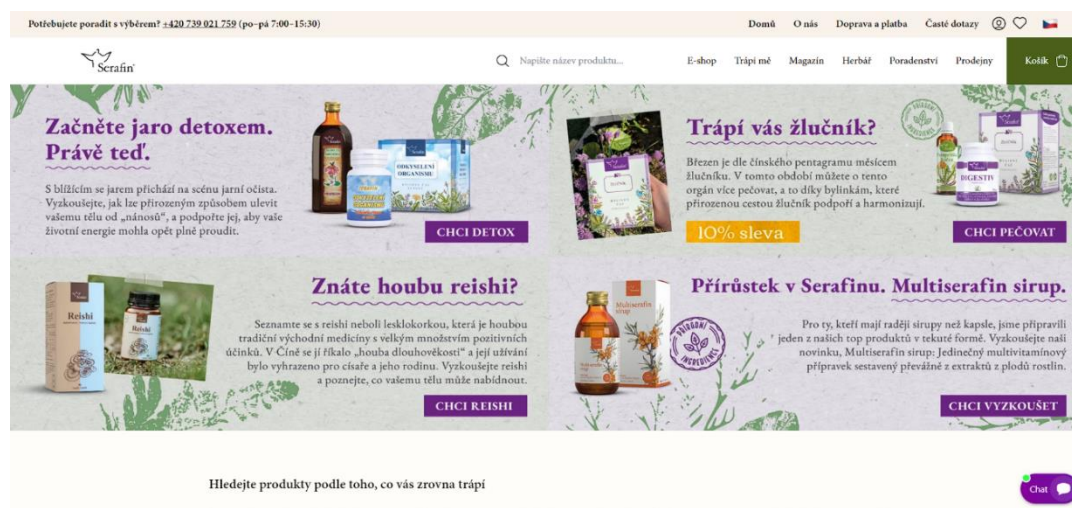 Potřebujete poradit s výběrem? +420 739 021 759 (po–pá 7:00–15:30)
Domů O nás Doprava a platba Časté dotazy
Serafin
Napište název produktu...
E-shop Trápí mě Magazín Herbář Poradenství Prodejny Košík
Začněte jaro detoxem.
Právě teď.
S blížícím se jarem přichází na scénu jarní očista.
Vyzkoušejte, jak lze přirozeným způsobem ulevit
vašemu tělu od „nánosů“, a podpořte jej, aby vaše
životní energie mohla opět plně proudit.
ODKYSELENÍ
ORGANISMU
CHCI DETOX
Trápí vás žlučník?
Březen je dle čínského pentagramu měsícem
žlučníku. V tomto období můžete o tento
orgán více pečovat, a to díky bylinkám, které
přirozenou cestou žlučník podpoří a harmonizují.
10% sleva
PŘÍRODNÍ
INGREDIENCE
DIGESTIV
CHCI PEČOVAT
Znáte houbu reishi?
Reishi
Reishi
Seznamte se s reishi neboli lesklokorkou, která je houbou
tradiční východní medicíny s velkým množstvím pozitivních
účinků. V Číně se jí říkalo „houba dlouhověkosti“ a její užívání
bylo vyhrazeno pro císaře a jeho rodinu. Vyzkoušejte reishi
a poznejte, co vašemu tělu může nabídnout.
CHCI REISHI
Přírůstek v Serafinu. Multiserafin sirup.
Multiserafin
sirup
Multiserafin
sirup
PŘÍRODNÍ
INGREDIENCE
Pro ty, kteří mají raději sirupy než kapsle, jsme připravili
jeden z našich top produktů v tekuté formě. Vyzkoušejte naši
novinku, Multiserafin sirup: Jedinečný multivitamínový
přípravek sestavený převážně z extraktů z plodů rostlin.
CHCI VYZKOUŠET
Hledejte produkty podle toho, co vás zrovna trápí
Chat